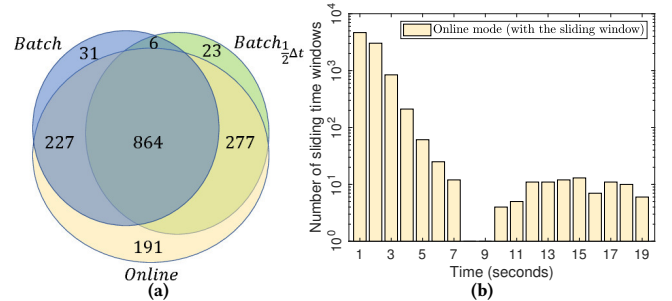 Batch
31
6
23
Batch½Δt
227
864
277
191
Online
(a)
Number of sliding time windows
10⁴
10³
10²
10¹
10⁰
Online mode (with the sliding window)
1 3 5 7 9 11 13 15 17 19
Time (seconds)
(b)